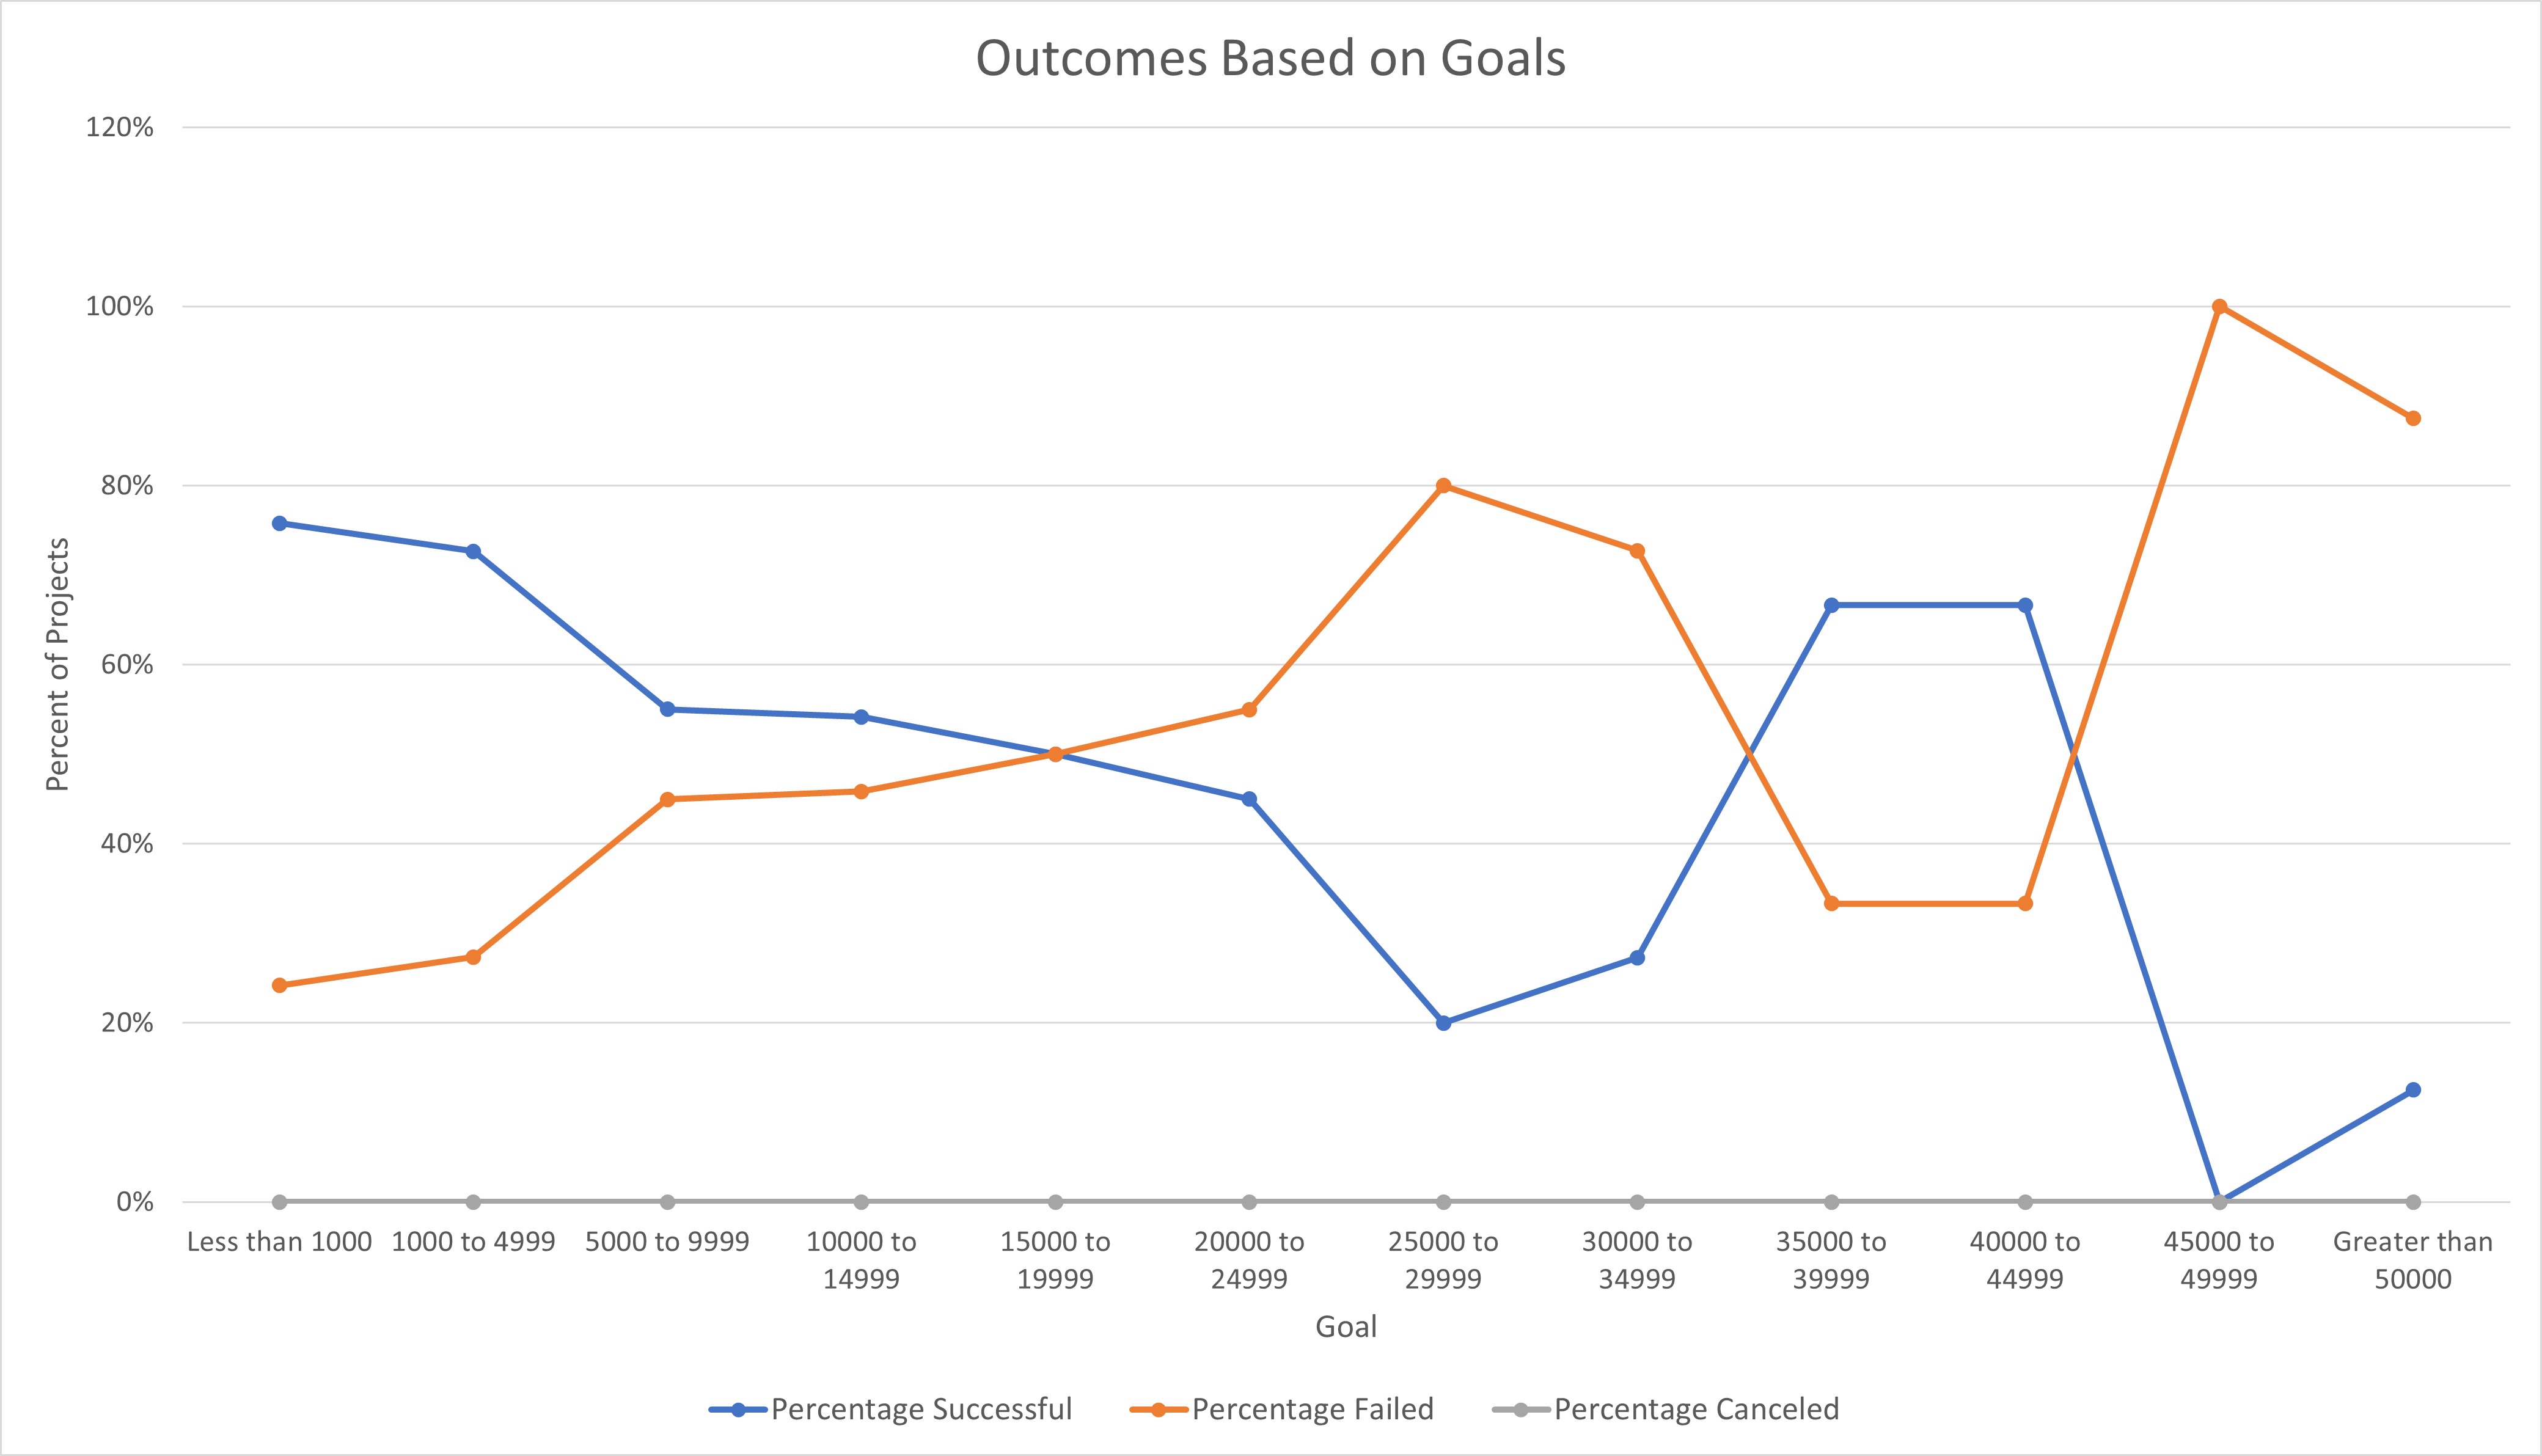 Outcomes Based on Goals
120%
100%
80%
60%
40%
20%
0%
Percent of Projects
Less than 1000
1000 to 4999
5000 to 9999
10000 to
14999
15000 to
19999
20000 to
24999
25000 to
29999
30000 to
34999
35000 to
39999
40000 to
44999
45000 to
49999
Greater than
50000
Goal
Percentage Successful
Percentage Failed
Percentage Canceled